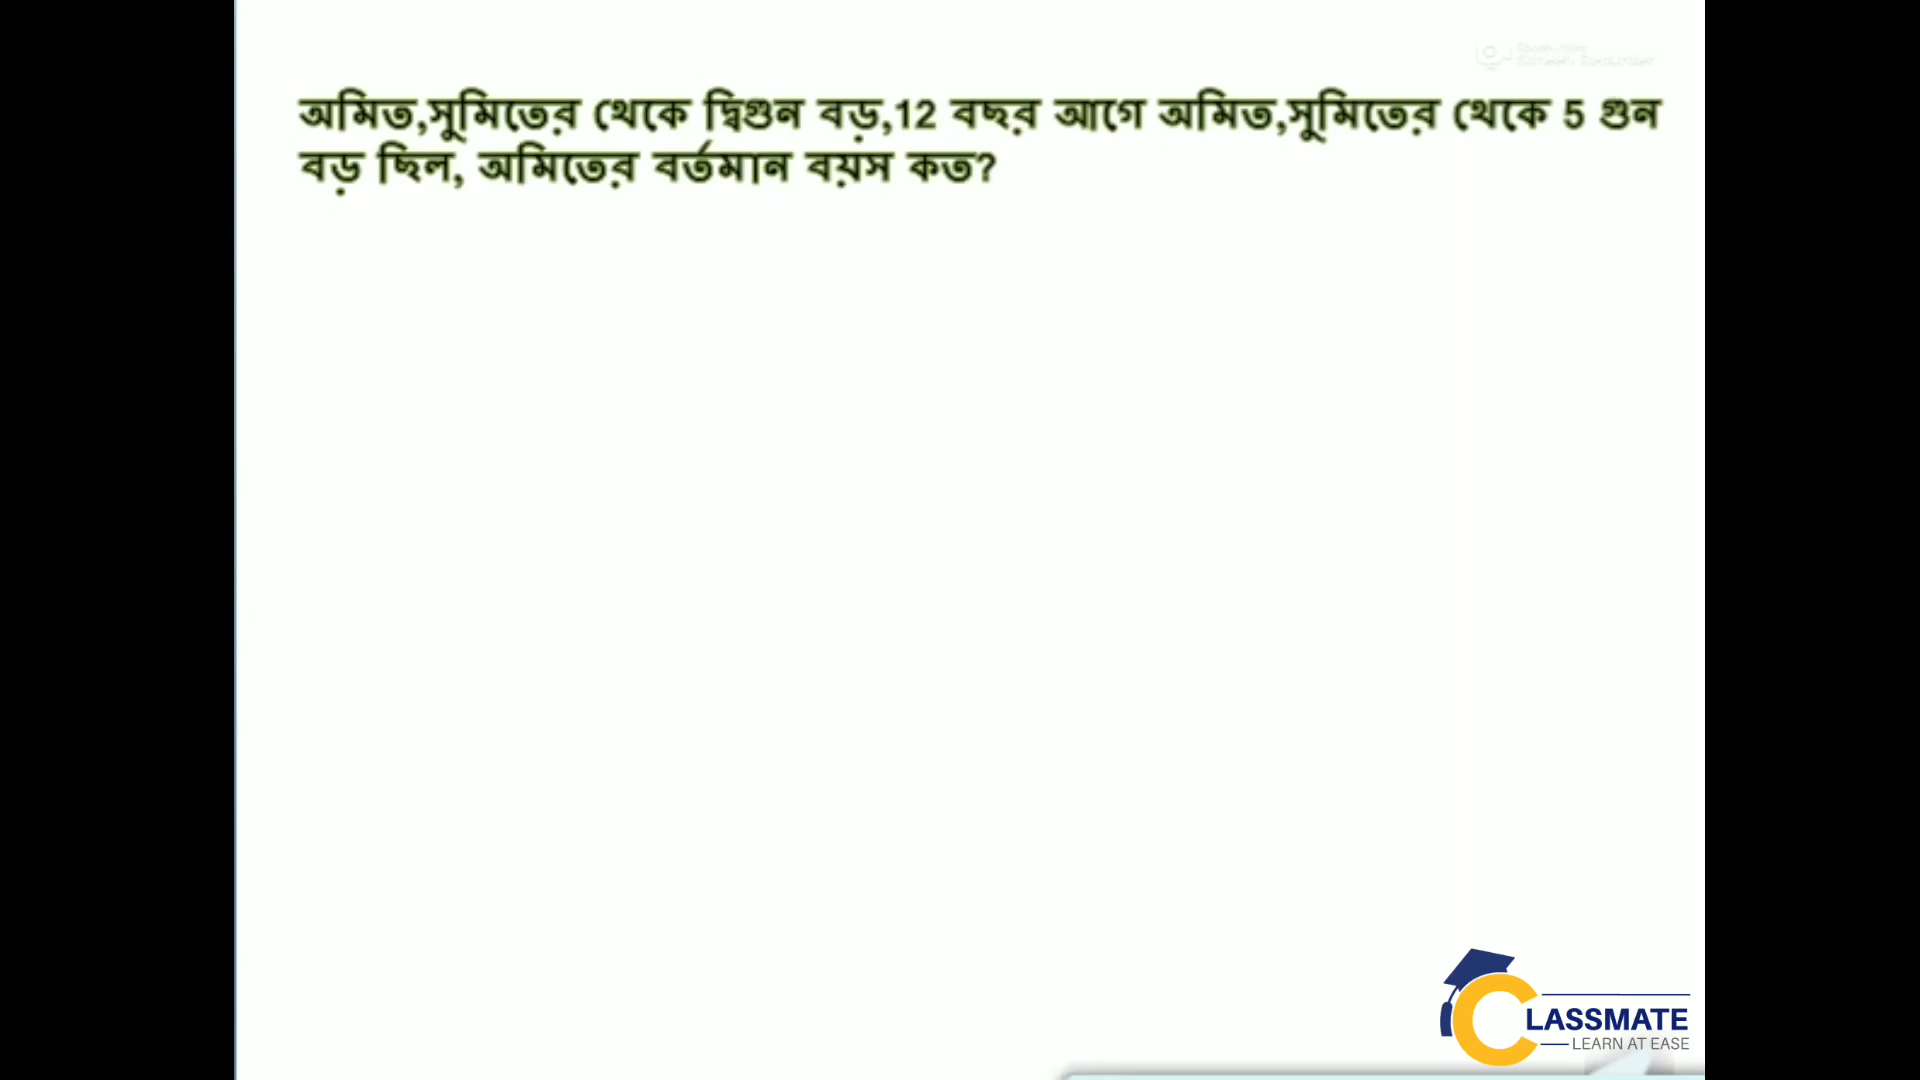 অমিত,সুমিতের থেকে দ্বিগুন বড়,12 বছর আগে অমিত,সুমিতের থেকে 5 গুন
বড় ছিল, অমিতের বর্তমান বয়স কত?
CLASSMATE
LEARN AT EASE